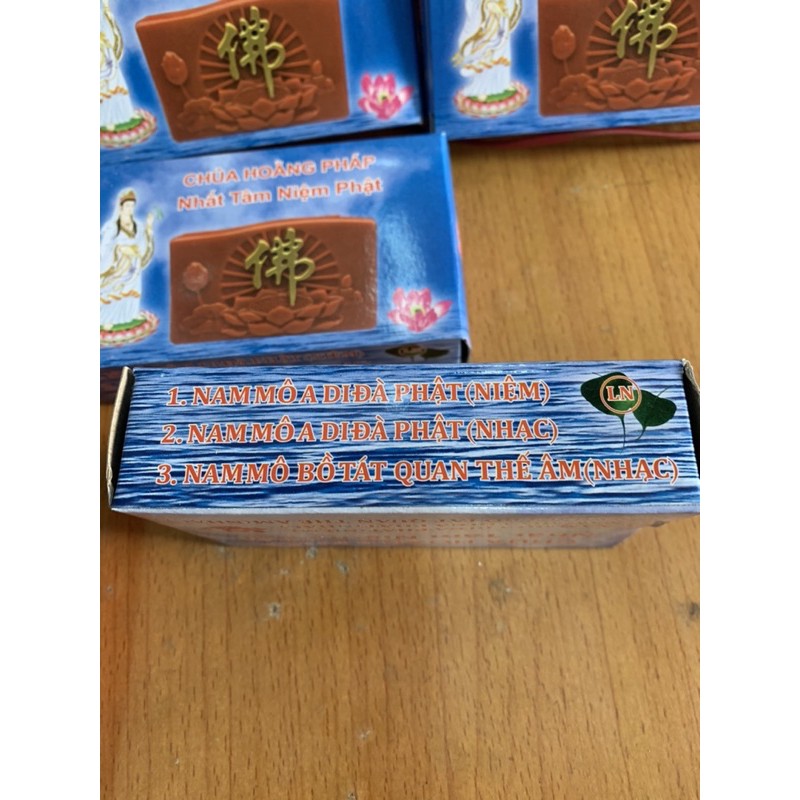 佛
佛
CHÙA HOẰNG PHÁP
Nhất Tâm Niệm Phật
佛
1. NAM MÔ A DI ĐÀ PHẬT (NIỆM)
2. NAM MÔ A DI ĐÀ PHẬT (NHẠC)
3. NAM MÔ BỒ TÁT QUAN THẾ ÂM (NHẠC)
LN